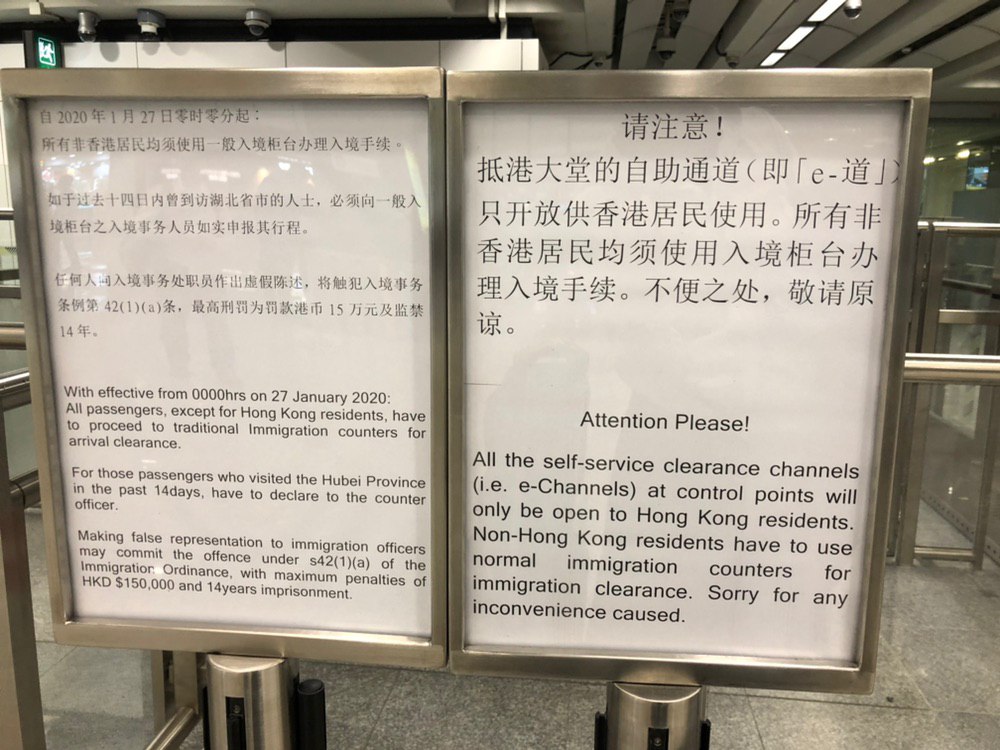 自 2020 年 1 月 27 日零时零分起：
所有非香港居民均须使用一般入境柜台办理入境手续。
如于过去十四日内曾到访湖北省市的人士，必须向一般入
境柜台之入境事务人员如实申报其行程。
任何人向入境事务处职员作出虚假陈述，将触犯入境事务
条例第 42(1)(a)条，最高刑罚为罚款港币 15 万元及监禁
14 年。
With effective from 0000hrs on 27 January 2020:
All passengers, except for Hong Kong residents, have
to proceed to traditional Immigration counters for
arrival clearance.
For those passengers who visited the Hubei Province
in the past 14days, have to declare to the counter
officer.
Making false representation to immigration officers
may commit the offence under s42(1)(a) of the
Immigration Ordinance, with maximum penalties of
HKD $150,000 and 14years imprisonment.
请注意！
抵港大堂的自助通道(即「e-道」)
只开放供香港居民使用。所有非
香港居民均须使用入境柜台办
理入境手续。不便之处，敬请原
谅。
Attention Please!
All the self-service clearance channels
(i.e. e-Channels) at control points will
only be open to Hong Kong residents.
Non-Hong Kong residents have to use
normal immigration counters for
immigration clearance. Sorry for any
inconvenience caused.